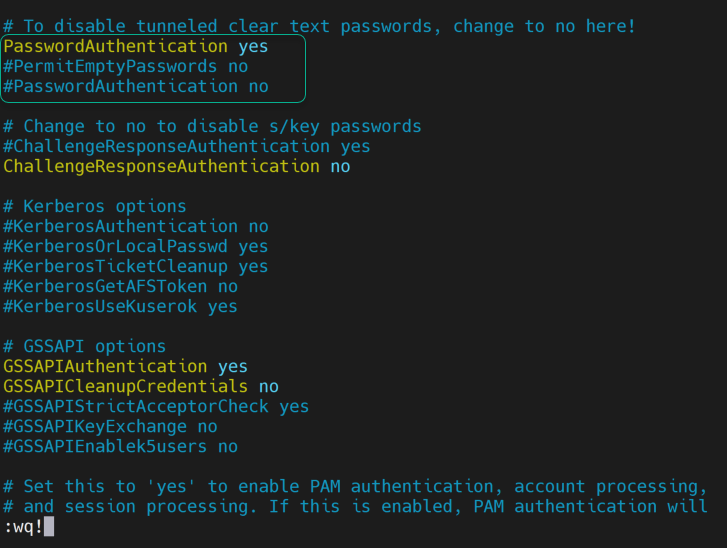 # To disable tunneled clear text passwords, change to no here!
PasswordAuthentication yes
#PermitEmptyPasswords no
#PasswordAuthentication no
# Change to no to disable s/key passwords
#ChallengeResponseAuthentication yes
ChallengeResponseAuthentication no
# Kerberos options
#KerberosAuthentication no
#KerberosOrLocalPasswd yes
#KerberosTicketCleanup yes
#KerberosGetAFSToken no
#KerberosUseKuserok yes
# GSSAPI options
GSSAPIAuthentication yes
GSSAPICleanupCredentials no
#GSSAPIStrictAcceptorCheck yes
#GSSAPIKeyExchange no
#GSSAPIEnablek5users no
# Set this to 'yes' to enable PAM authentication, account processing,
# and session processing. If this is enabled, PAM authentication will
:wq!